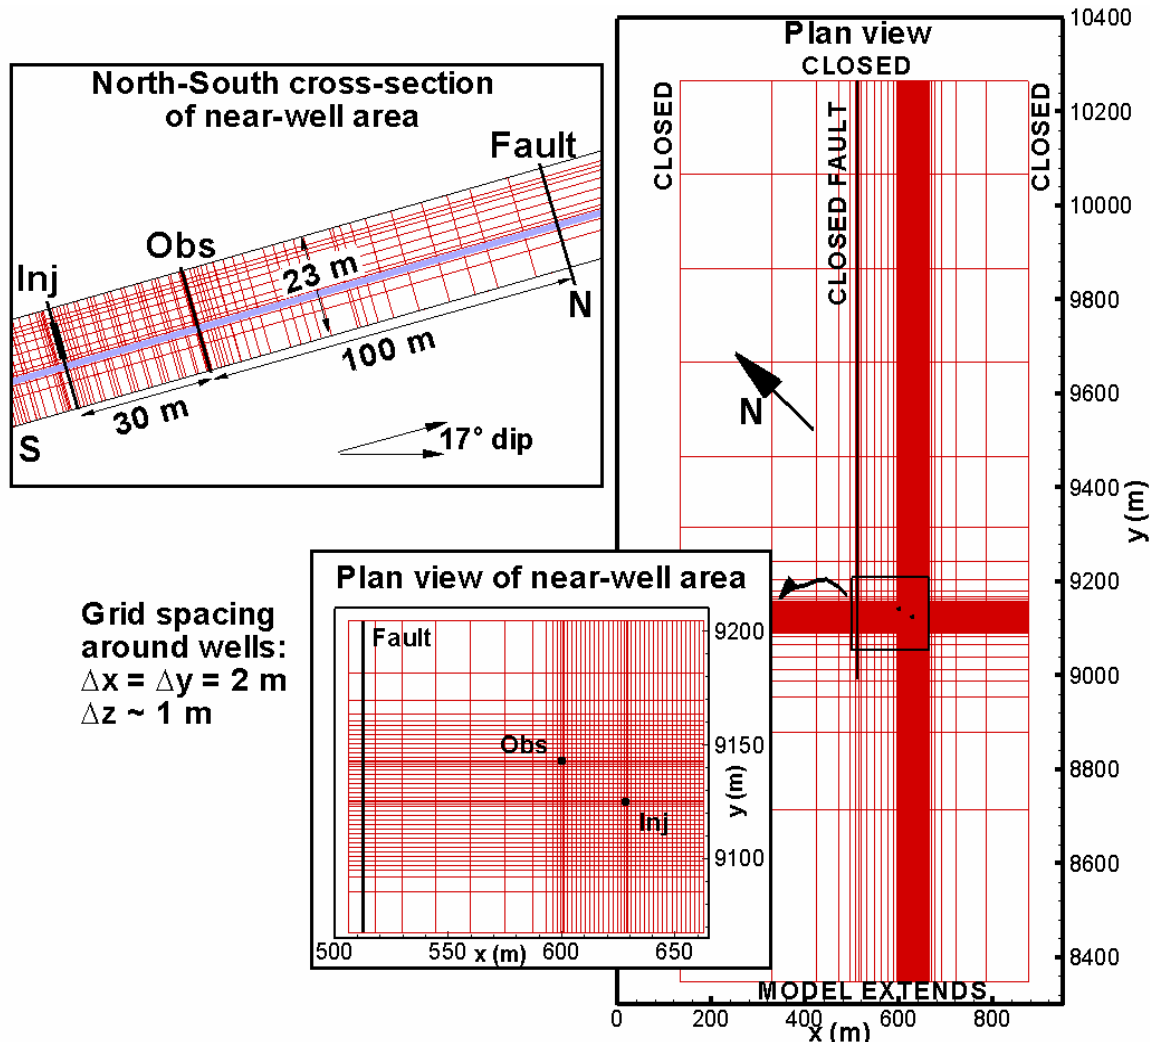 North-South cross-section
of near-well area
Fault
Obs
Inj
23 m
N
100 m
30 m
S
17° dip
Plan view
CLOSED
CLOSED
CLOSED FAULT
CLOSED
N
MODEL EXTENDS
10400
10200
10000
9800
9600
9400
9200
9000
8800
8600
8400
y (m)
0
200
400
600
800
x (m)
Grid spacing
around wells:
Δx = Δy = 2 m
Δz ~ 1 m
Plan view of near-well area
Fault
Obs
Inj
9200
9150
9100
y (m)
500
550
600
650
x (m)